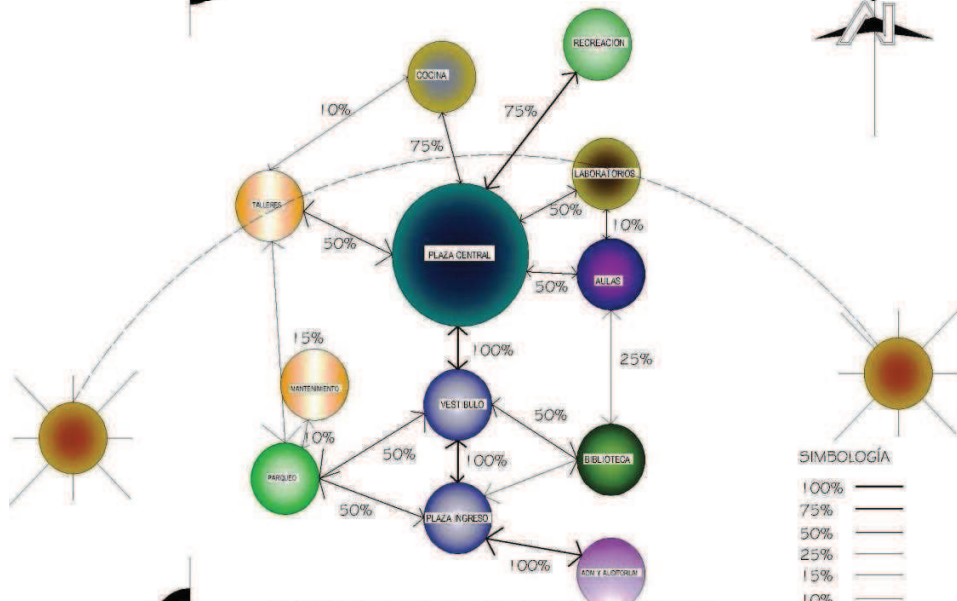 RECREACION
COCINA
10%
75%
75%
LABORATORIOS
TALLERES
50%
10%
50%
PLAZA CENTRAL
AULAS
50%
15%
100%
25%
MANTENIMIENTO
VESTIBULO
50%
10%
50%
100%
BIBLIOTECA
SIMBOLOGÍA
PARQUEO
100%
50%
PLAZA INGRESO
75%
50%
100%
25%
ADM Y AUDITORIUM
15%
10%